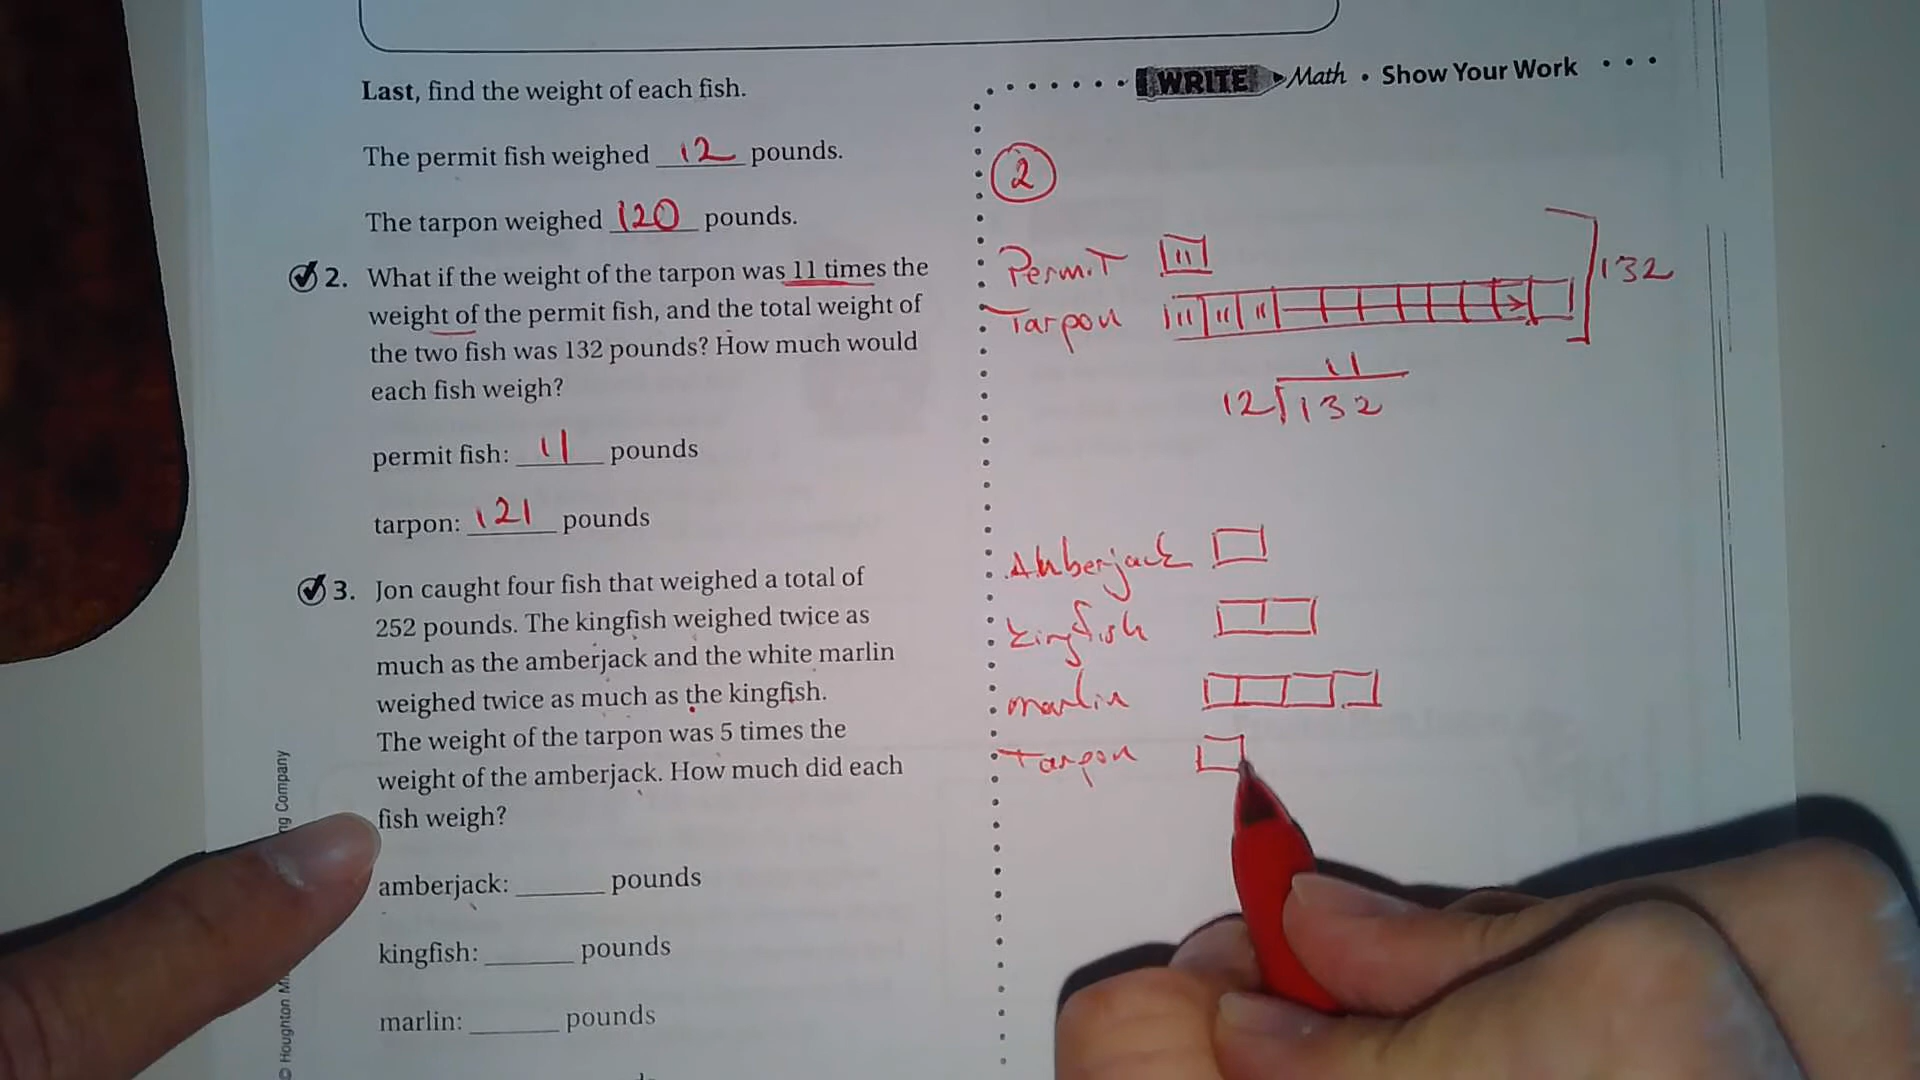 Last, find the weight of each fish.
WRITE Math • Show Your Work
The permit fish weighed 12 pounds.
The tarpon weighed 120 pounds.
2. What if the weight of the tarpon was 11 times the
weight of the permit fish, and the total weight of
the two fish was 132 pounds? How much would
each fish weigh?
permit fish: 11 pounds
tarpon: 121 pounds
3. Jon caught four fish that weighed a total of
252 pounds. The kingfish weighed twice as
much as the amberjack and the white marlin
weighed twice as much as the kingfish.
The weight of the tarpon was 5 times the
weight of the amberjack. How much did each
fish weigh?
amberjack: pounds
kingfish: pounds
marlin: pounds
2
Permit 11
Tarpon 11 11 11 132
11
12 132
Amberjack
kingfish
marlin
Tarpon
© Houghton
ng Company